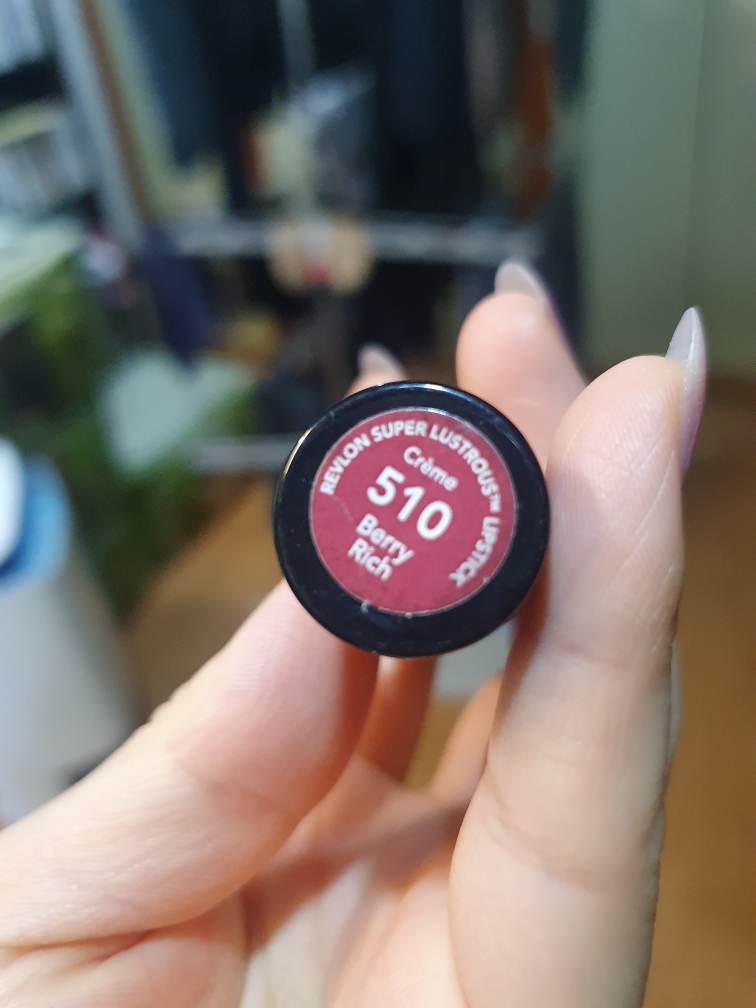 REVLON SUPER LUSTROUS™ LIPSTICK
Crème
510
Berry
Rich